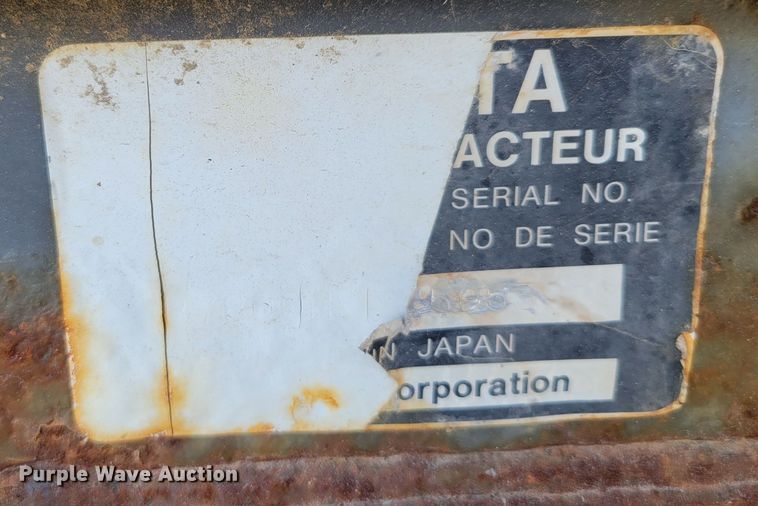 TA
ACTEUR
SERIAL NO.
NO DE SERIE
IN JAPAN
orporation
Purple Wave Auction